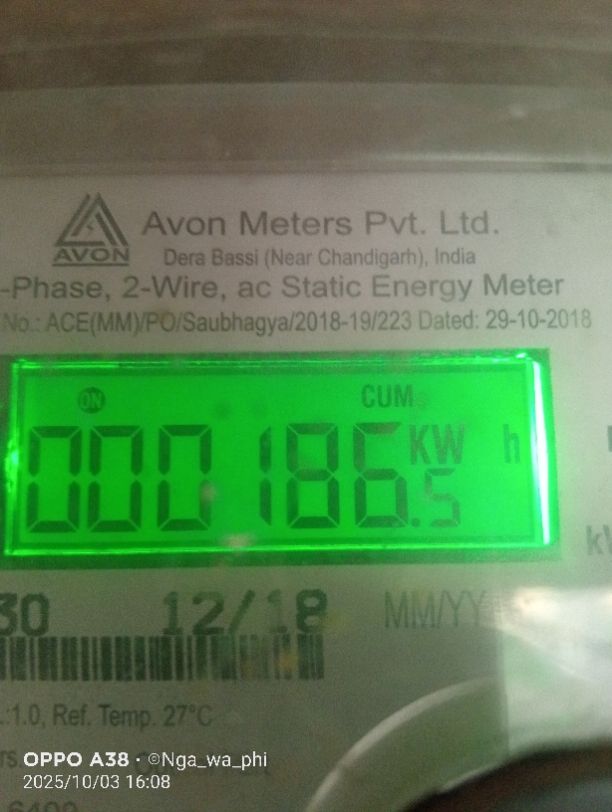 AVON
Avon Meters Pvt. Ltd.
Dera Bassi (Near Chandigarh), India
-Phase, 2-Wire, ac Static Energy Meter
No.: ACE(MM)/PO/Saubhagya/2018-19/223 Dated: 29-10-2018
ON CUM
000186.5 KW h
30 12/18 MM/YY
.:1.0, Ref. Temp. 27°C
OPPO A38 · ©Nga_wa_phi
2025/10/03 16:08